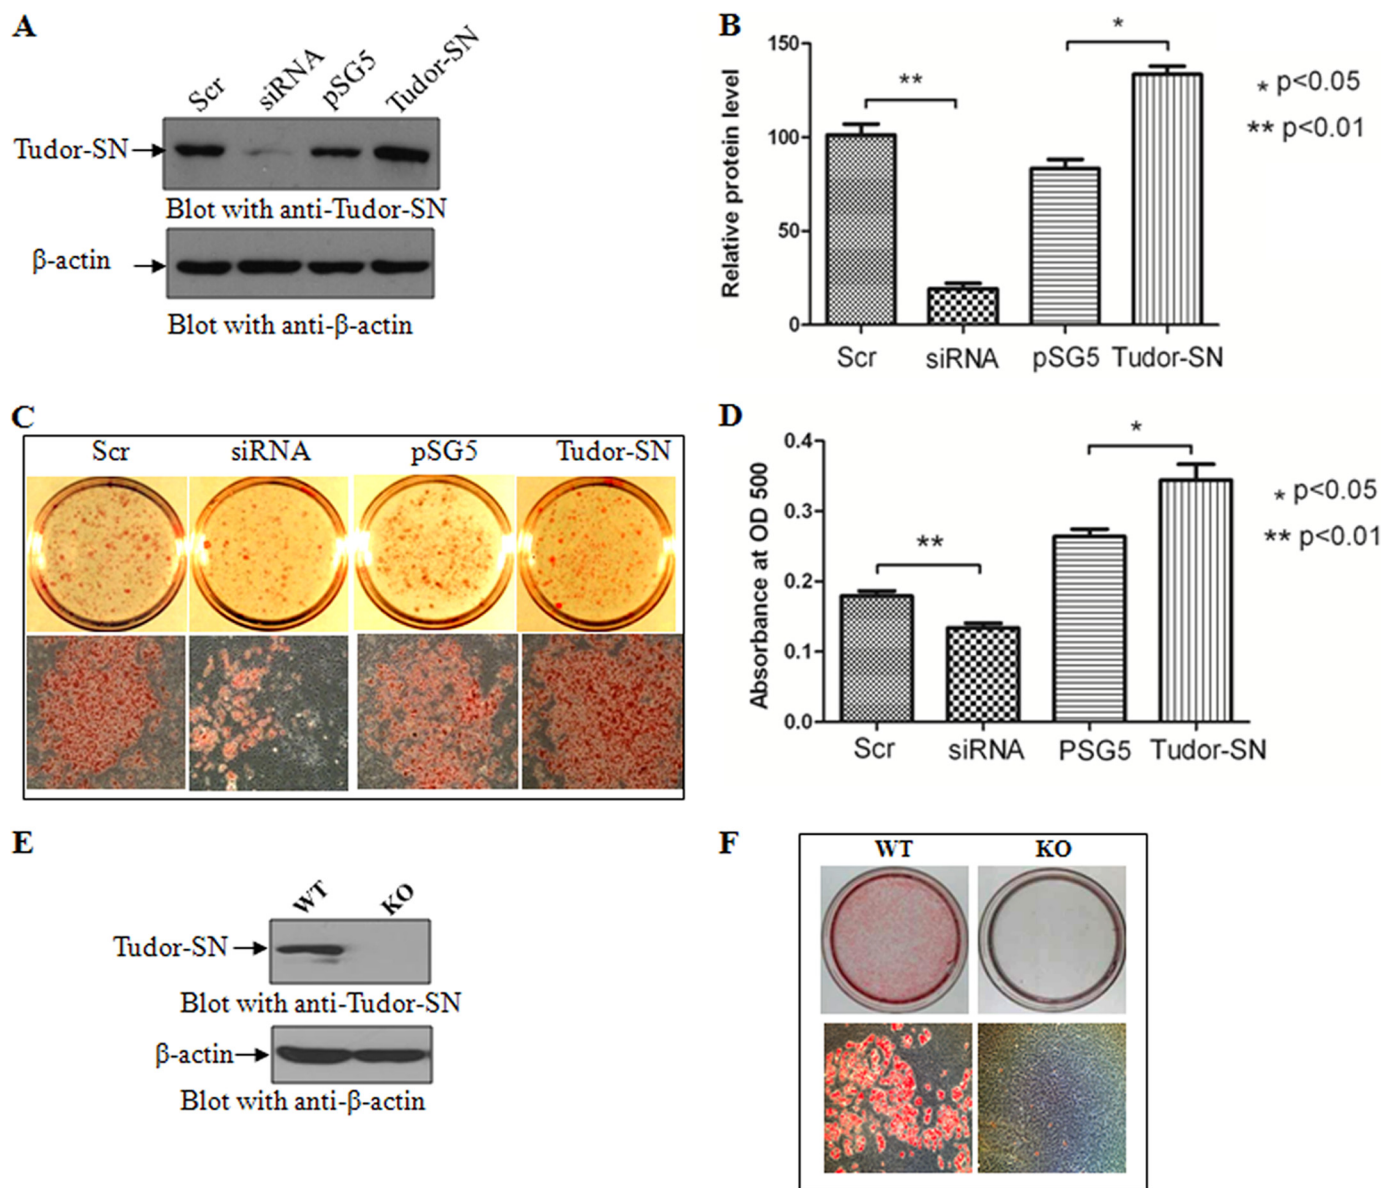 A
Scr siRNA pSG5 Tudor-SN
Tudor-SN
Blot with anti-Tudor-SN
β-actin
Blot with anti-β-actin
B
Relative protein level
150
100
50
0
Scr siRNA pSG5 Tudor-SN
**
*
* p<0.05
** p<0.01
C
Scr siRNA pSG5 Tudor-SN
D
Absorbance at OD 500
0.4
0.3
0.2
0.1
0.0
Scr siRNA PSG5 Tudor-SN
**
*
* p<0.05
** p<0.01
E
WT KO
Tudor-SN
Blot with anti-Tudor-SN
β-actin
Blot with anti-β-actin
F
WT KO